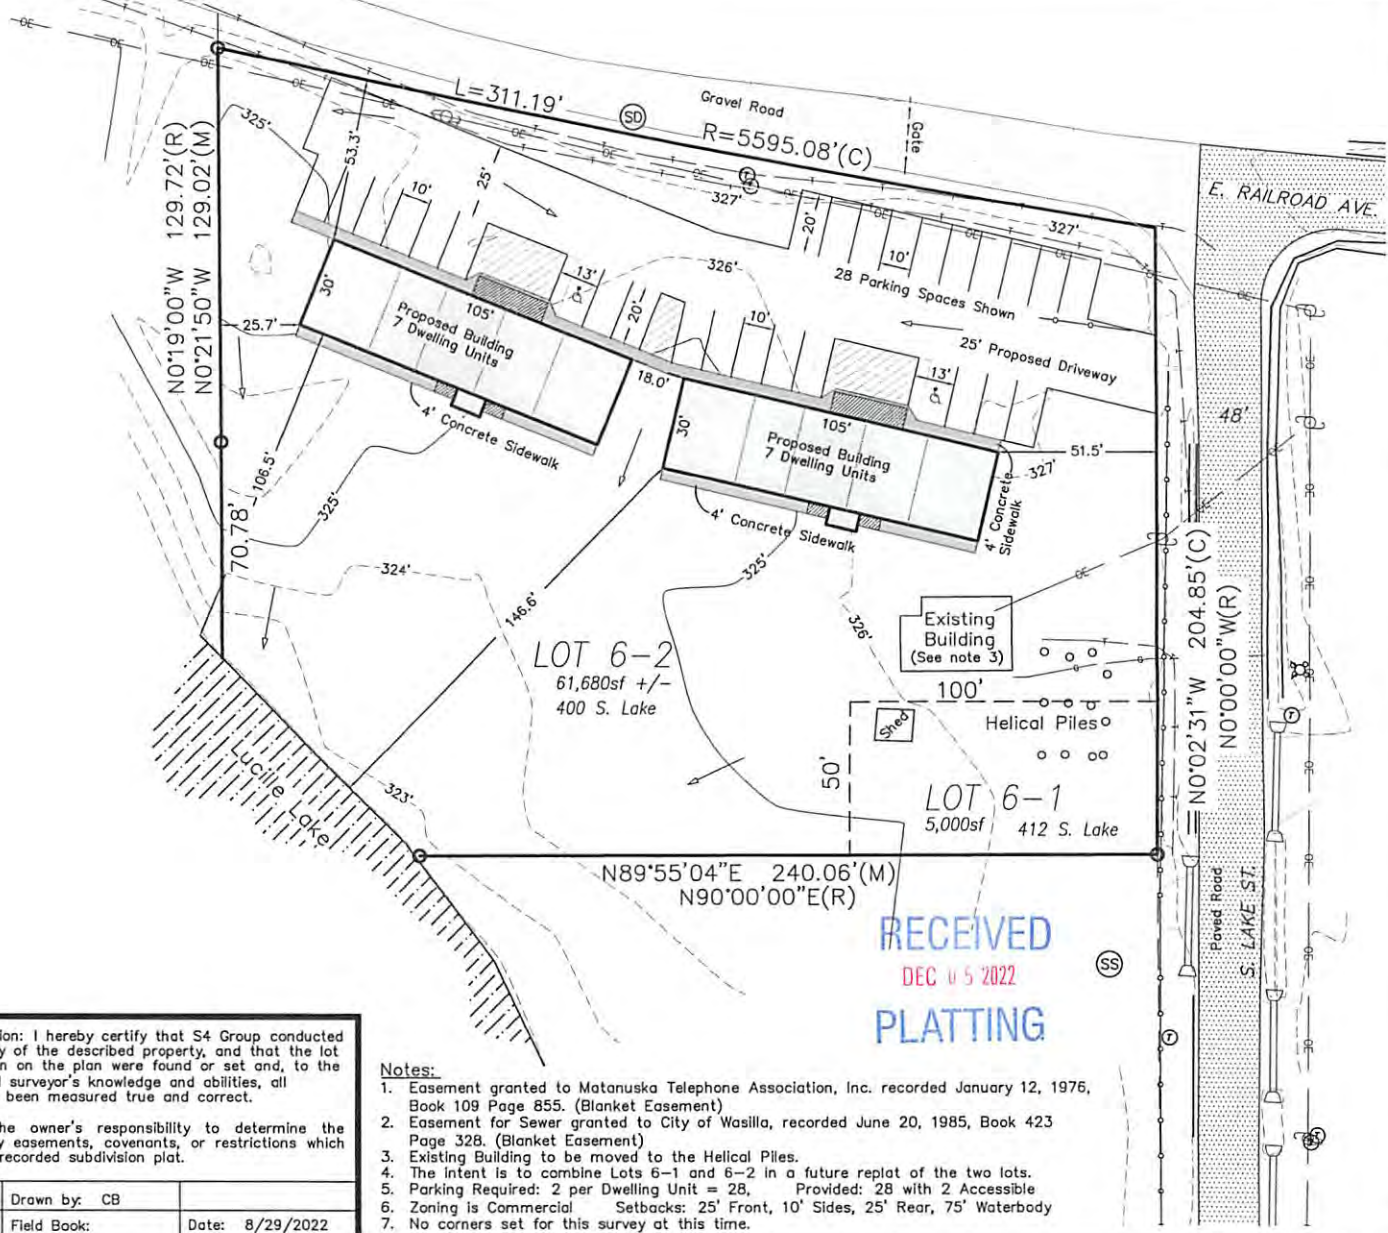 OE
OE
OE
OE
L=311.19'
SD
Gravel Road
R=5595.08'(C)
Gate
E. RAILROAD AVE.
N0°19'00"W 129.72'(R)
N0°21'50"W 129.02'(M)
325'
53.3'
10'
25'
OE
OE
327'
20'
OE
327'
OE
10'
28 Parking Spaces Shown
326'
13'
20'
10'
30'
105'
Proposed Building
7 Dwelling Units
25.7'
18.0'
25' Proposed Driveway
13'
48'
4' Concrete Sidewalk
30'
105'
Proposed Building
7 Dwelling Units
51.5'
327'
4' Concrete
Sidewalk
106.5'
325'
70.78'
4' Concrete Sidewalk
325'
324'
146.6'
326'
OE
Existing
Building
(See note 3)
LOT 6-2
61,680sf +/-
400 S. Lake
100'
Shed
Helical Piles
50'
N0°02'31"W 204.85'(C)
N0°00'00"W(R)
Lucille Lake
323'
LOT 6-1
5,000sf
412 S. Lake
N89°55'04"E 240.06'(M)
N90°00'00"E(R)
Paved Road
S. LAKE ST.
SS
RECEIVED
DEC 05 2022
PLATTING
ion: I hereby certify that S4 Group conducted
y of the described property, and that the lot
n on the plan were found or set and, to the
surveyor's knowledge and abilities, all
been measured true and correct.
he owner's responsibility to determine the
y easements, covenants, or restrictions which
recorded subdivision plat.
Drawn by: CB
Field Book:
Date: 8/29/2022
Notes:
1. Easement granted to Matanuska Telephone Association, Inc. recorded January 12, 1976,
Book 109 Page 855. (Blanket Easement)
2. Easement for Sewer granted to City of Wasilla, recorded June 20, 1985, Book 423
Page 328. (Blanket Easement)
3. Existing Building to be moved to the Helical Piles.
4. The intent is to combine Lots 6-1 and 6-2 in a future replat of the two lots.
5. Parking Required: 2 per Dwelling Unit = 28, Provided: 28 with 2 Accessible
6. Zoning is Commercial Setbacks: 25' Front, 10' Sides, 25' Rear, 75' Waterbody
7. No corners set for this survey at this time.